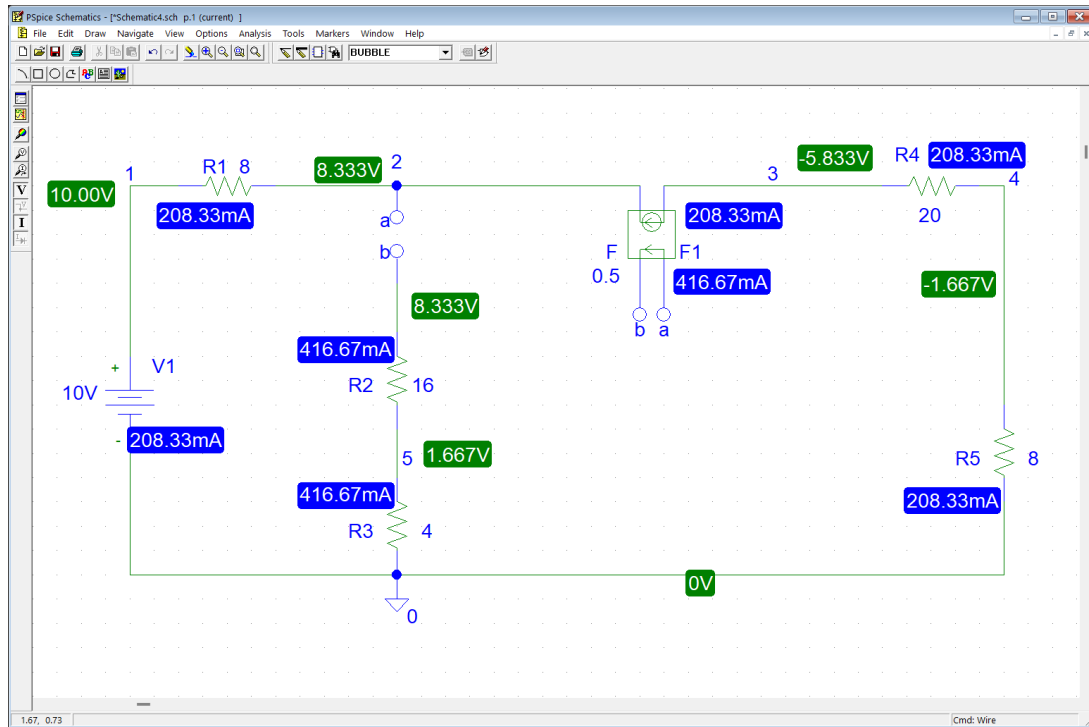 PSpice Schematics - [*Schematic4.sch p.1 (current) ]
File Edit Draw Navigate View Options Analysis Tools Markers Window Help
BUBBLE
V
I
1
R1 8
8.333V
2
-5.833V
3
R4
208.33mA
4
10.00V
208.33mA
a
b
208.33mA
20
F
F1
0.5
416.67mA
b a
-1.667V
8.333V
416.67mA
R2 16
+
V1
10V
-
208.33mA
5
1.667V
R5 8
416.67mA
208.33mA
R3 4
0V
0
1.67, 0.73
Cmd: Wire